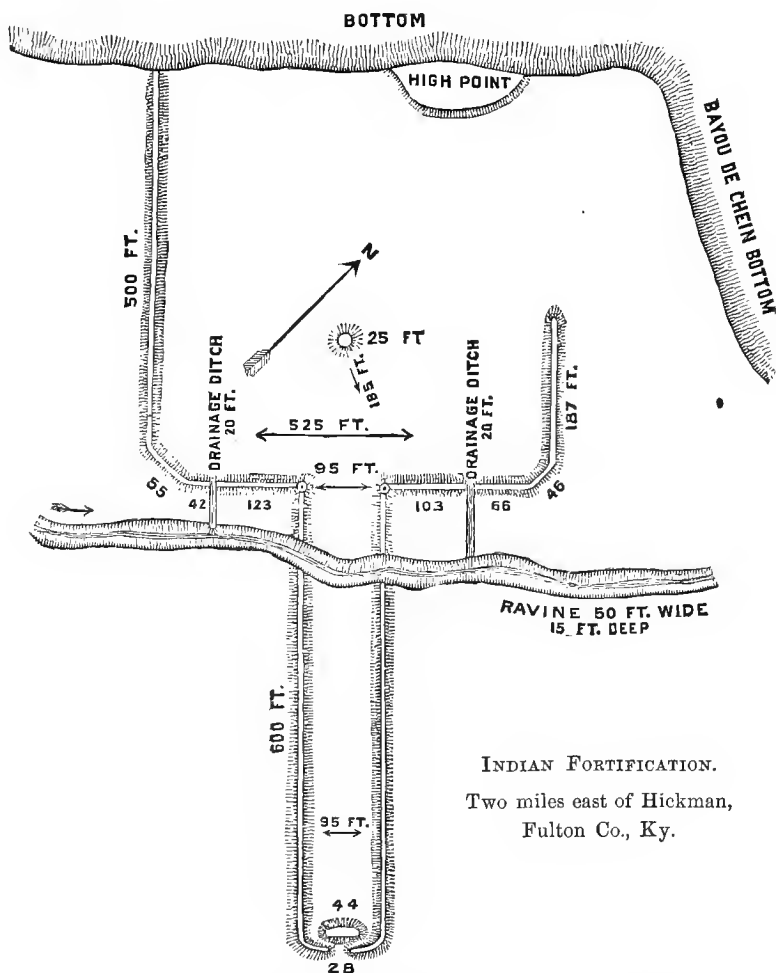 BOTTOM
HIGH POINT
BAYOU DE CHEIN BOTTOM
500 FT.
N
25 FT
185 FT.
DRAINAGE DITCH
20 FT.
525 FT.
DRAINAGE DITCH
20 FT.
187 FT.
95 FT.
55
42
123
103
66
46
RAVINE 50 FT. WIDE
15 FT. DEEP
600 FT.
INDIAN FORTIFICATION.
Two miles east of Hickman,
Fulton Co., Ky.
95 FT.
44
28